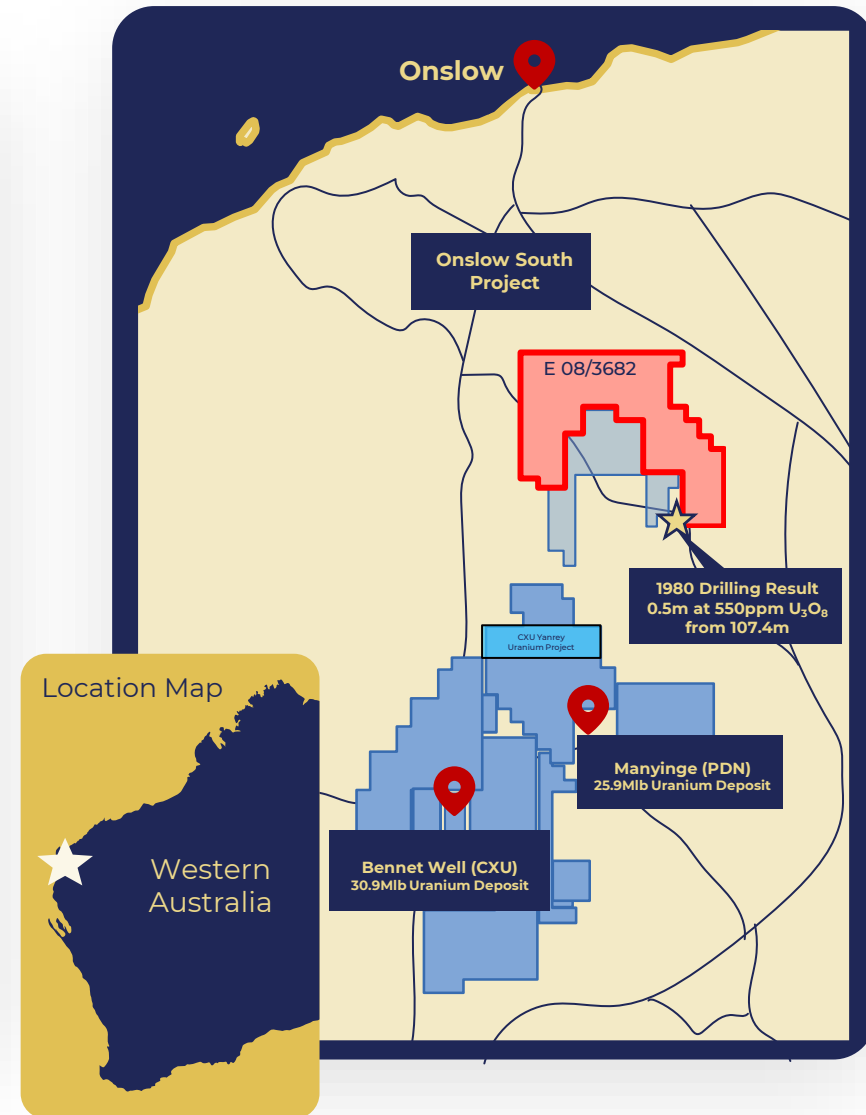 Onslow
Onslow South
Project
E 08/3682
1980 Drilling Result
0.5m at 550ppm U₃O₈
from 107.4m
CXU Yanrey
Uranium Project
Location Map
Manyinge (PDN)
25.9Mlb Uranium Deposit
Bennet Well (CXU)
30.9Mlb Uranium Deposit
Western
Australia